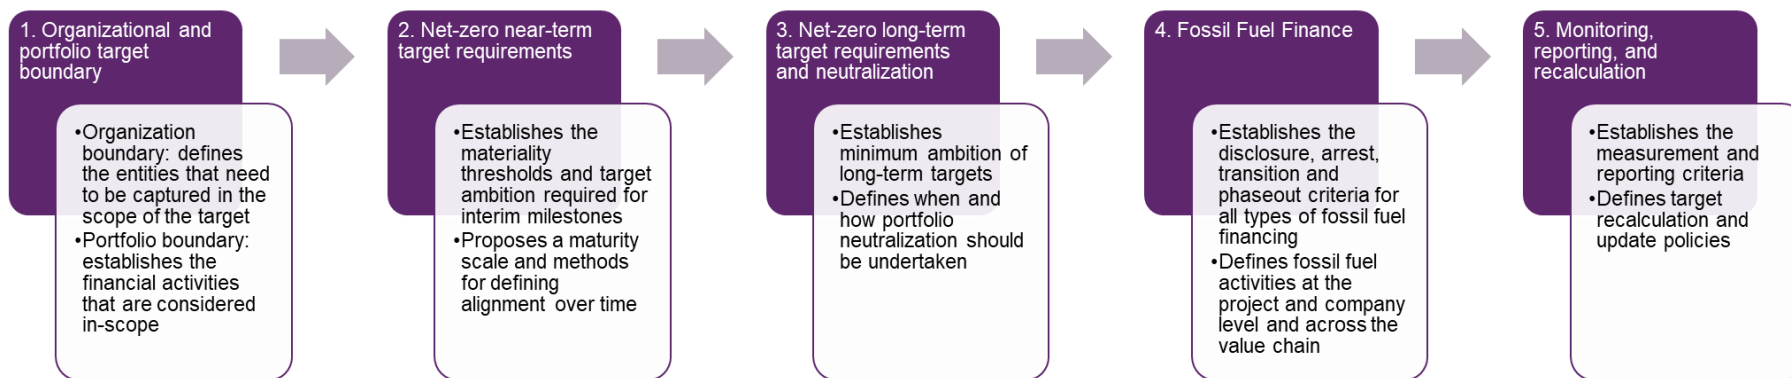 1. Organizational and
portfolio target
boundary
•Organization
boundary: defines
the entities that need
to be captured in the
scope of the target
•Portfolio boundary:
establishes the
financial activities
that are considered
in-scope
2. Net-zero near-term
target requirements
•Establishes the
materiality
thresholds and target
ambition required for
interim milestones
•Proposes a maturity
scale and methods
for defining
alignment over time
3. Net-zero long-term
target requirements
and neutralization
•Establishes
minimum ambition of
long-term targets
•Defines when and
how portfolio
neutralization should
be undertaken
4. Fossil Fuel Finance
•Establishes the
disclosure, arrest,
transition and
phaseout criteria for
all types of fossil fuel
financing
•Defines fossil fuel
activities at the
project and company
level and across the
value chain
5. Monitoring,
reporting, and
recalculation
•Establishes the
measurement and
reporting criteria
•Defines target
recalculation and
update policies